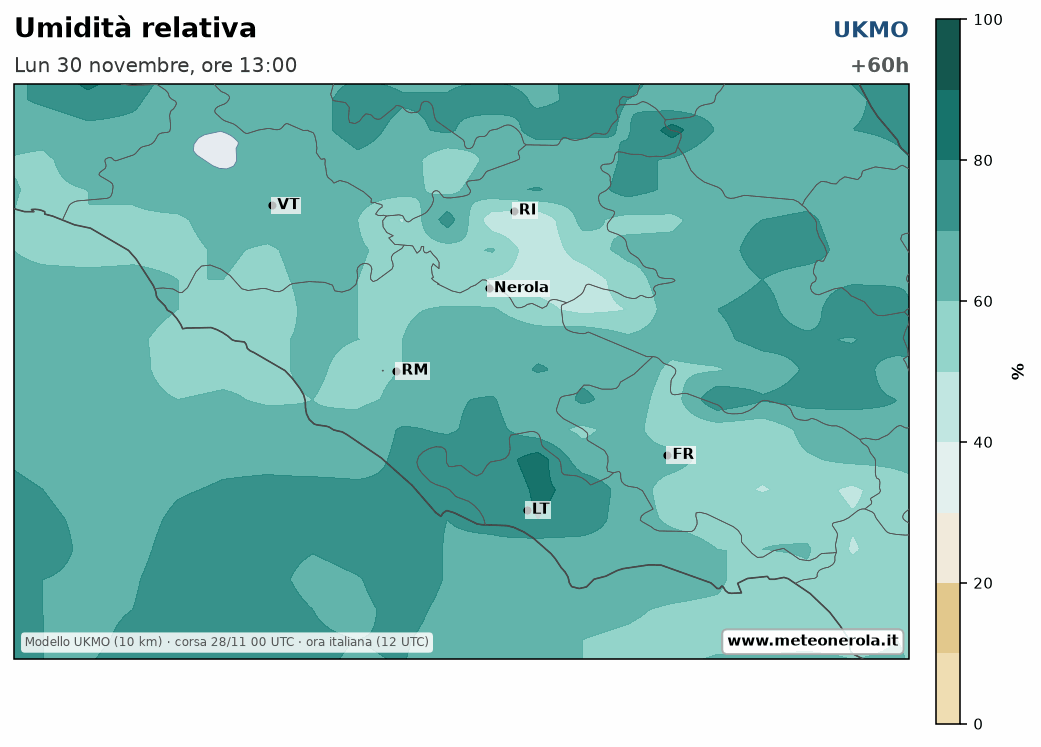 Umidità relativa
UKMO
Lun 30 novembre, ore 13:00
+60h
100
80
60
40
20
0
%
VT
RI
Nerola
RM
FR
LT
Modello UKMO (10 km) · corsa 28/11 00 UTC · ora italiana (12 UTC)
www.meteonerola.it